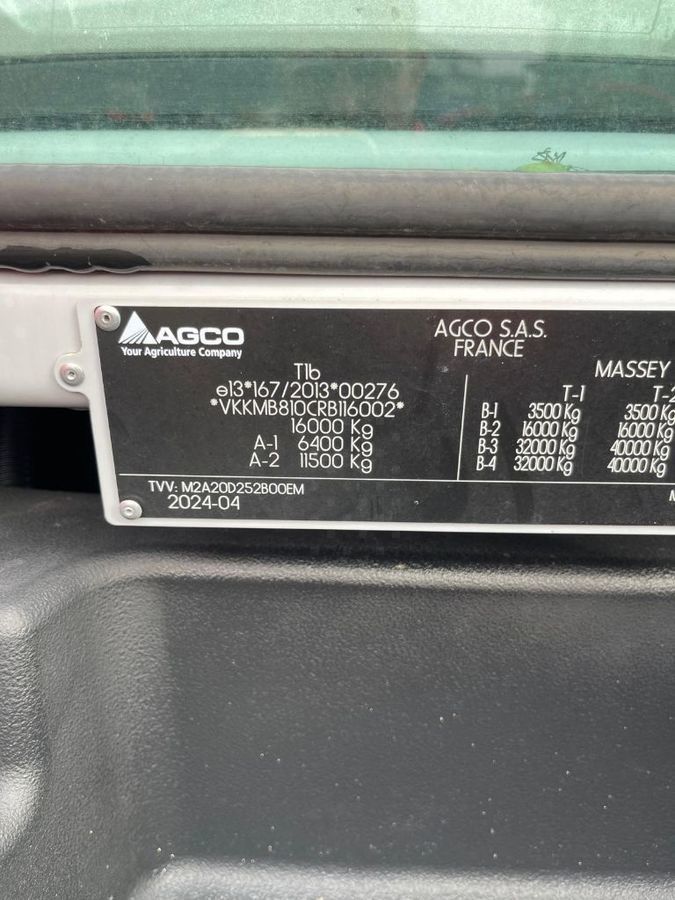 AGCO
Your Agriculture Company
T1b
e13*167/2013*00276
*VKKMB810CRB116002*
16000 Kg
A-1 6400 Kg
A-2 11500 Kg
TVV: M2A20D252B00EM
2024-04
AGCO S.A.S.
FRANCE
MASSEY
T-1 T-2
B-1 3500 Kg 3500 Kg
B-2 16000 Kg 16000 Kg
B-3 32000 Kg 40000 Kg
B-4 32000 Kg 40000 Kg